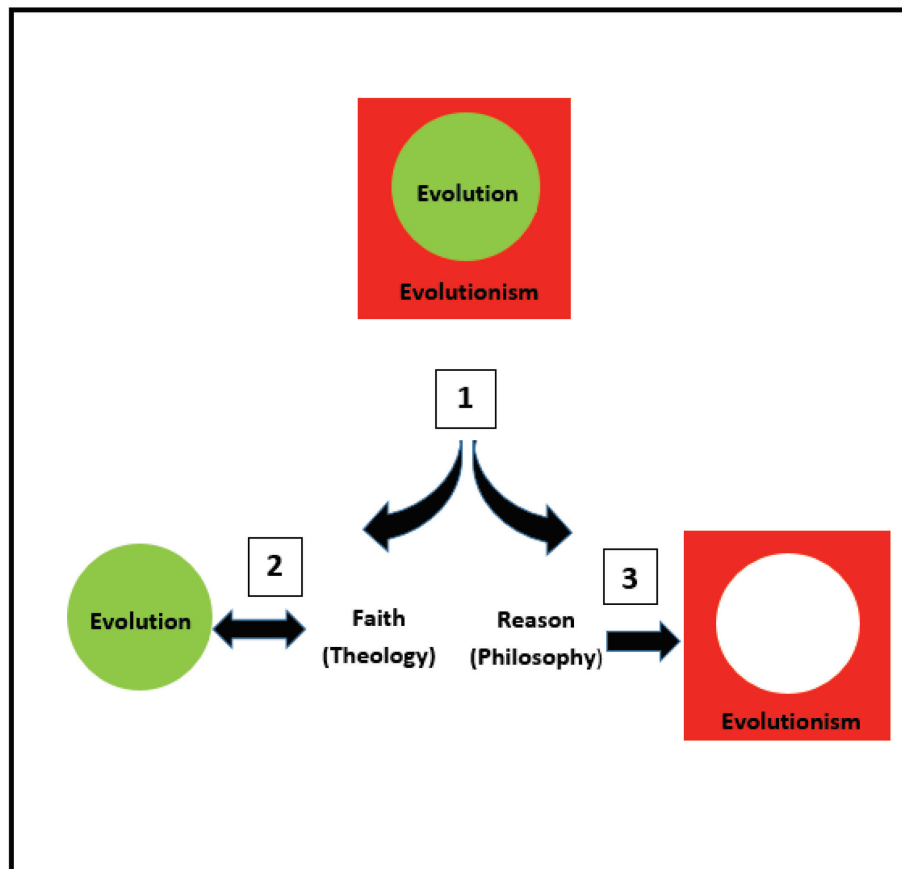 Evolution
Evolutionism
1
2
3
Evolution
Faith
(Theology)
Reason
(Philosophy)
Evolutionism